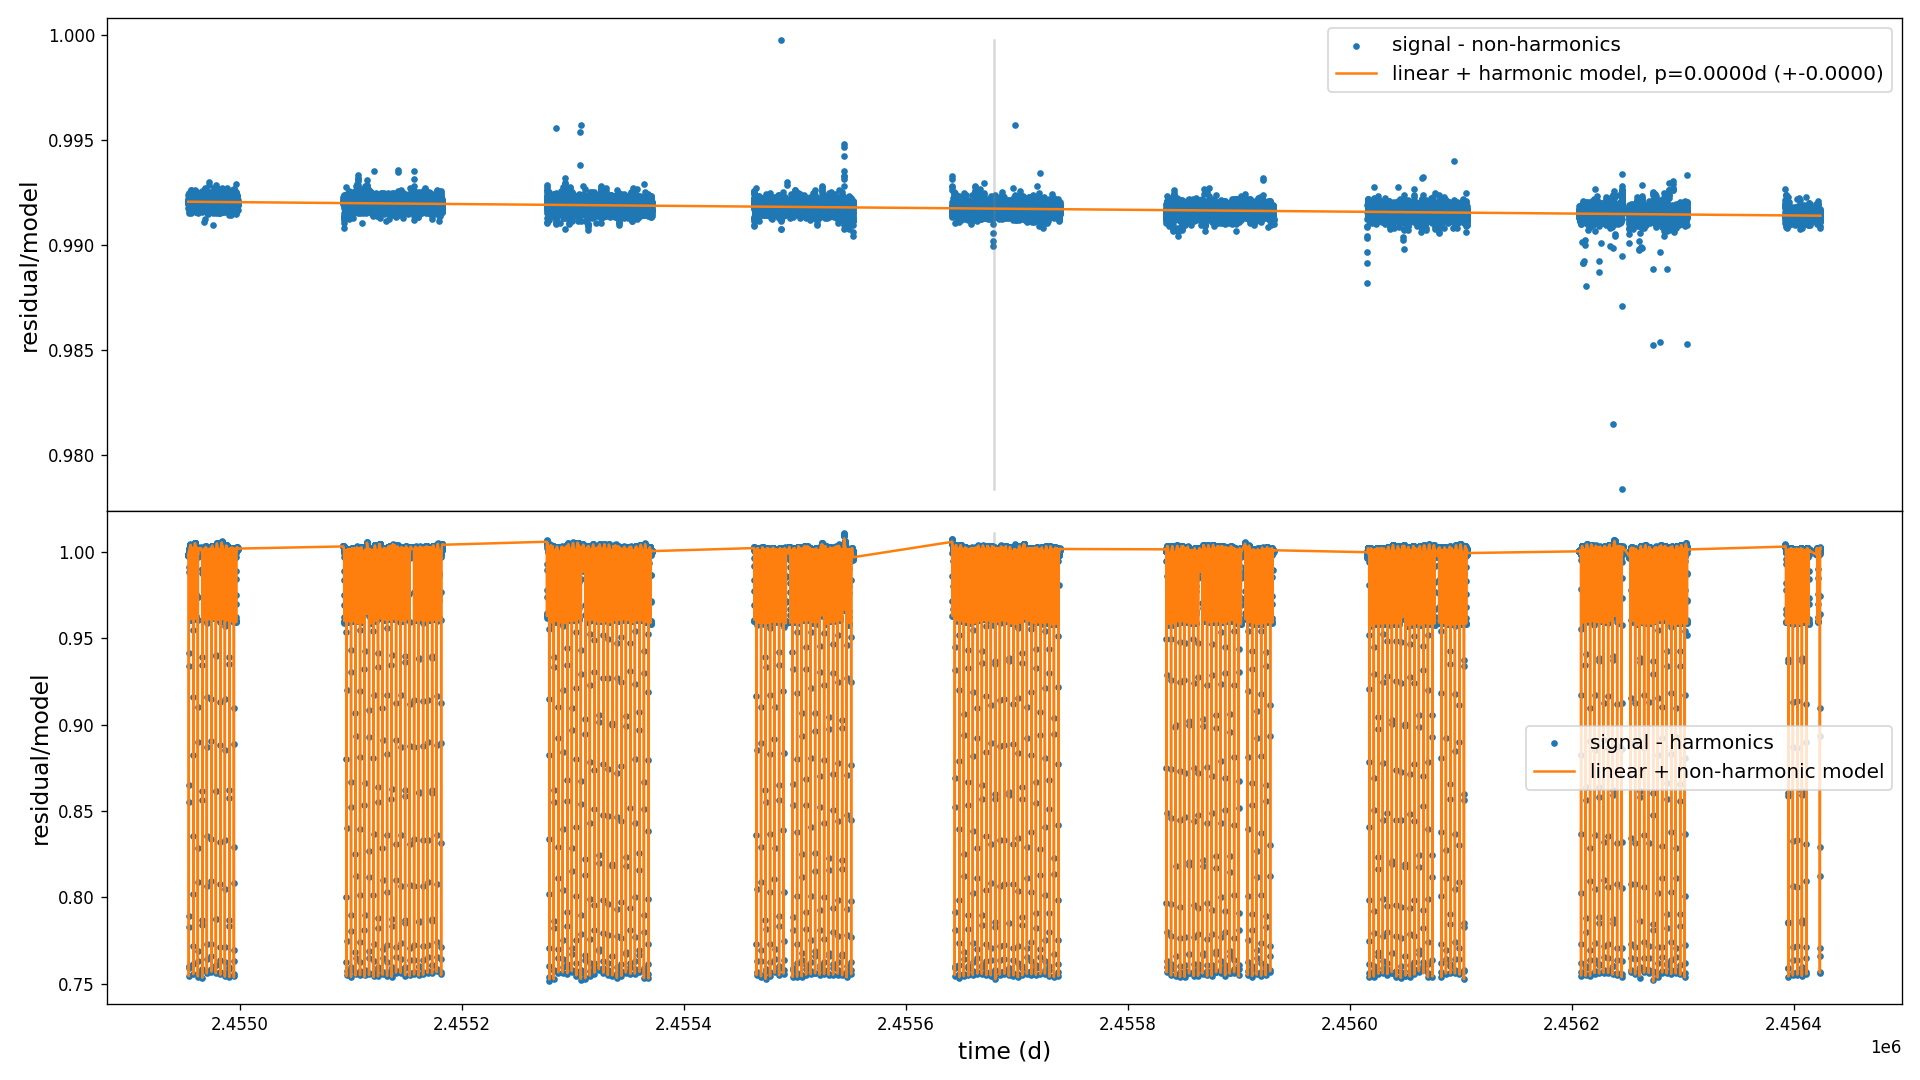 1.000
0.995
0.990
0.985
0.980
residual/model
signal - non-harmonics
linear + harmonic model, p=0.0000d (+-0.0000)
1.00
0.95
0.90
0.85
0.80
0.75
residual/model
signal - harmonics
linear + non-harmonic model
2.4550
2.4552
2.4554
2.4556
2.4558
2.4560
2.4562
2.4564
time (d)
1e6